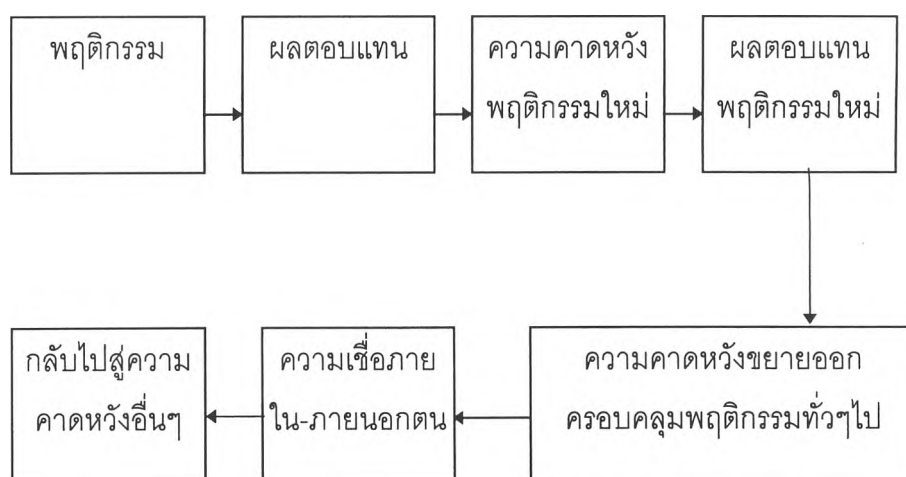 พฤติกรรม
ผลตอบแทน
ความคาดหวัง
พฤติกรรมใหม่
ผลตอบแทน
พฤติกรรมใหม่
ความคาดหวังขยายออก
ครอบคลุมพฤติกรรมทั่วๆไป
ความเชื่อภาย
ใน-ภายนอกตน
กลับไปสู่ความ
คาดหวังอื่นๆ